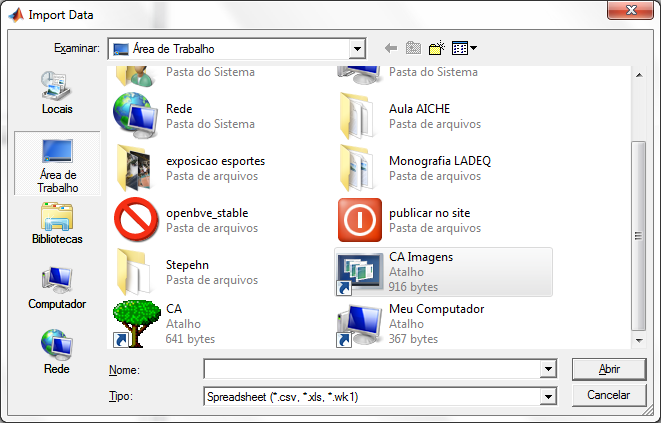 Import Data
Examinar:
Área de Trabalho
Pasta do Sistema
Pasta do Sistema
Rede
Pasta do Sistema
Aula AICHE
Pasta de arquivos
exposicao esportes
Pasta de arquivos
Monografia LADEQ
Pasta de arquivos
openbve_stable
Pasta de arquivos
publicar no site
Pasta de arquivos
Stepehn
Pasta de arquivos
CA Imagens
Atalho
916 bytes
CA
Atalho
641 bytes
Meu Computador
Atalho
367 bytes
Locais
Área de
Trabalho
Bibliotecas
Computador
Rede
Nome:
Abrir
Tipo:
Spreadsheet (*.csv, *.xls, *.wk1)
Cancelar